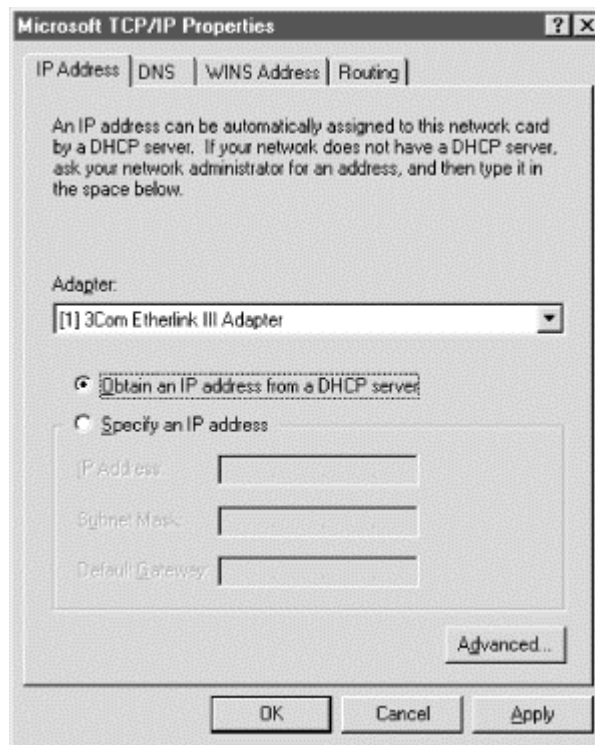 Microsoft TCP/IP Properties
IP Address DNS WINS Address Routing
An IP address can be automatically assigned to this network card
by a DHCP server. If your network does not have a DHCP server,
ask your network administrator for an address, and then type it in
the space below.
Adapter:
[1] 3Com Etherlink III Adapter
Obtain an IP address from a DHCP server
Specify an IP address
IP Address:
Subnet Mask:
Default Gateway:
Advanced...
OK Cancel Apply